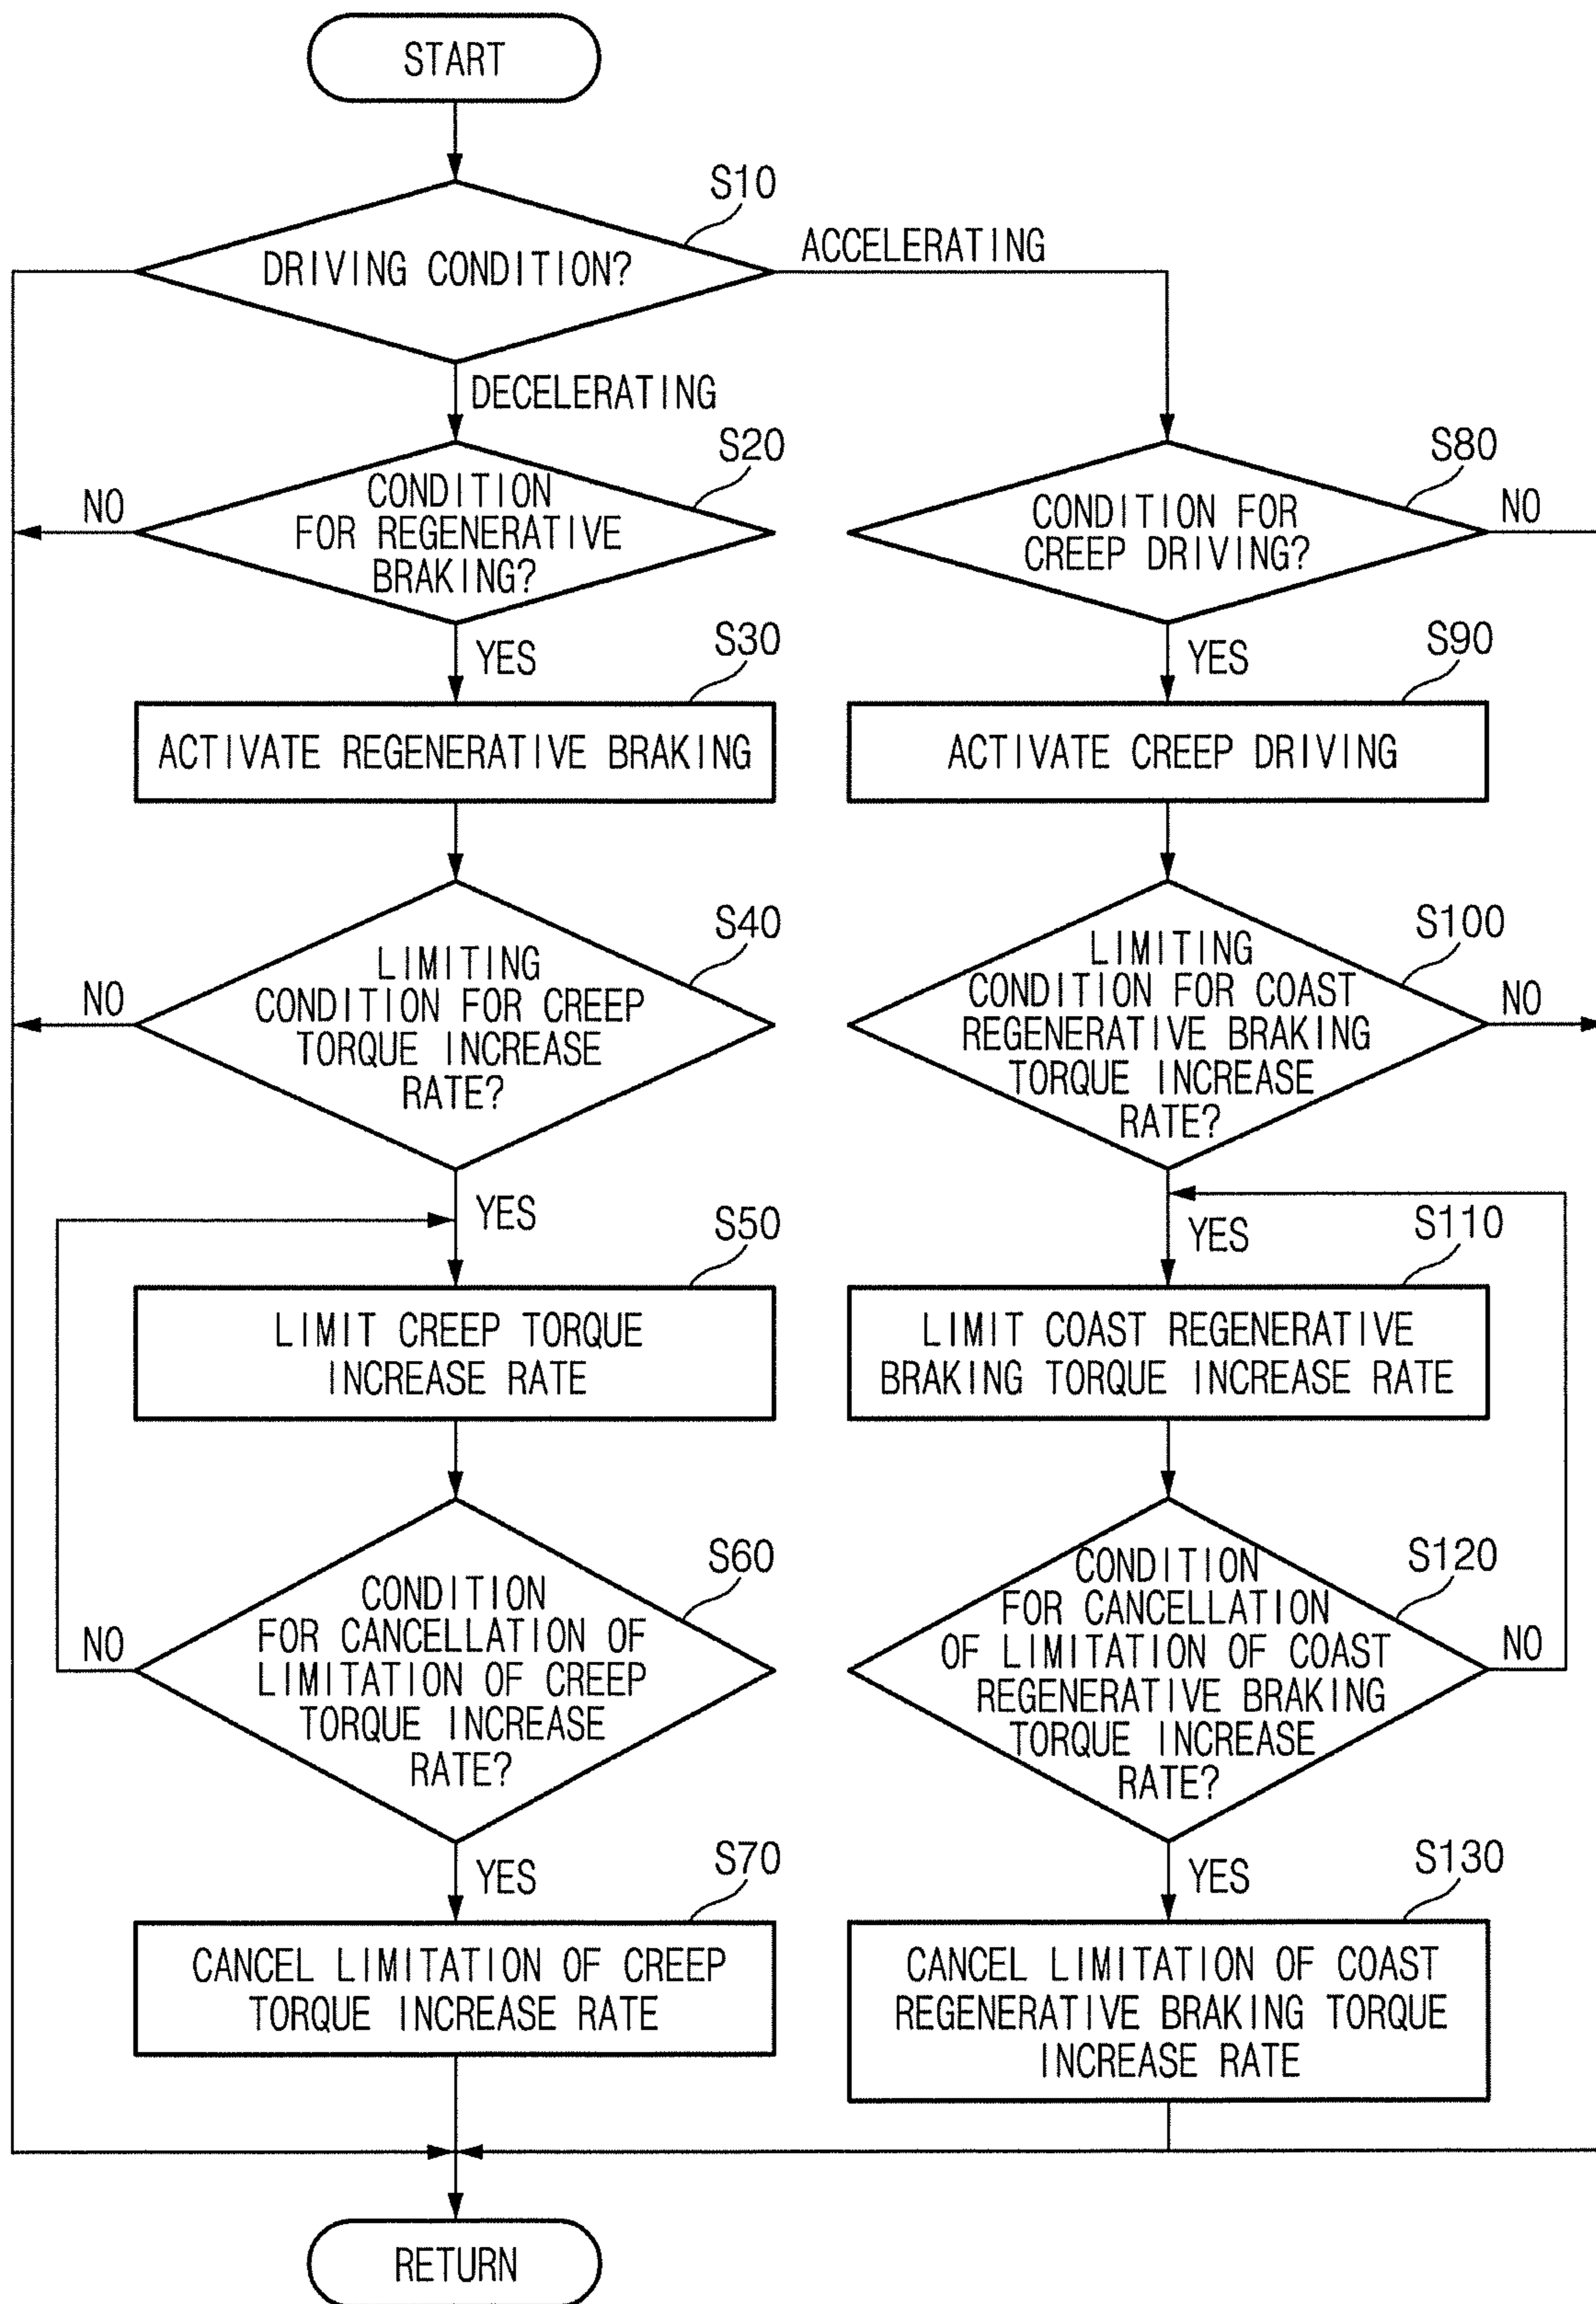 START
S10
DRIVING CONDITION?
ACCELERATING
DECELERATING
S20
CONDITION
FOR REGENERATIVE
BRAKING?
NO
YES
S30
ACTIVATE REGENERATIVE BRAKING
S40
LIMITING
CONDITION FOR CREEP
TORQUE INCREASE
RATE?
NO
YES
S50
LIMIT CREEP TORQUE
INCREASE RATE
S60
CONDITION
FOR CANCELLATION OF
LIMITATION OF CREEP
TORQUE INCREASE
RATE?
NO
YES
S70
CANCEL LIMITATION OF CREEP
TORQUE INCREASE RATE
S80
CONDITION FOR
CREEP DRIVING?
NO
YES
S90
ACTIVATE CREEP DRIVING
S100
LIMITING
CONDITION FOR COAST
REGENERATIVE BRAKING
TORQUE INCREASE
RATE?
NO
YES
S110
LIMIT COAST REGENERATIVE
BRAKING TORQUE INCREASE RATE
S120
CONDITION
FOR CANCELLATION
OF LIMITATION OF COAST
REGENERATIVE BRAKING
TORQUE INCREASE
RATE?
NO
YES
S130
CANCEL LIMITATION OF COAST
REGENERATIVE BRAKING TORQUE
INCREASE RATE
RETURN